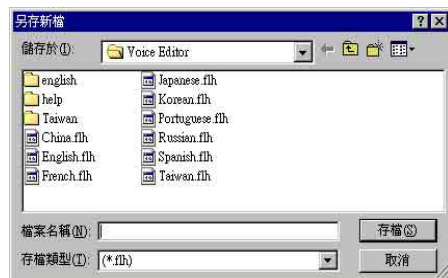 另存新檔
儲存於(I): Voice Editor
english
help
Taiwan
China.flh
English.flh
French.flh
Japanese.flh
Korean.flh
Portuguese.flh
Russian.flh
Spanish.flh
Taiwan.flh
檔案名稱(N): 存檔(S)
存檔類型(T): (*.flh) 取消